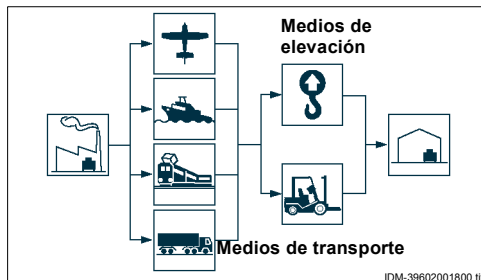 Medios de
elevación
Medios de transporte
IDM-39602001800.ti